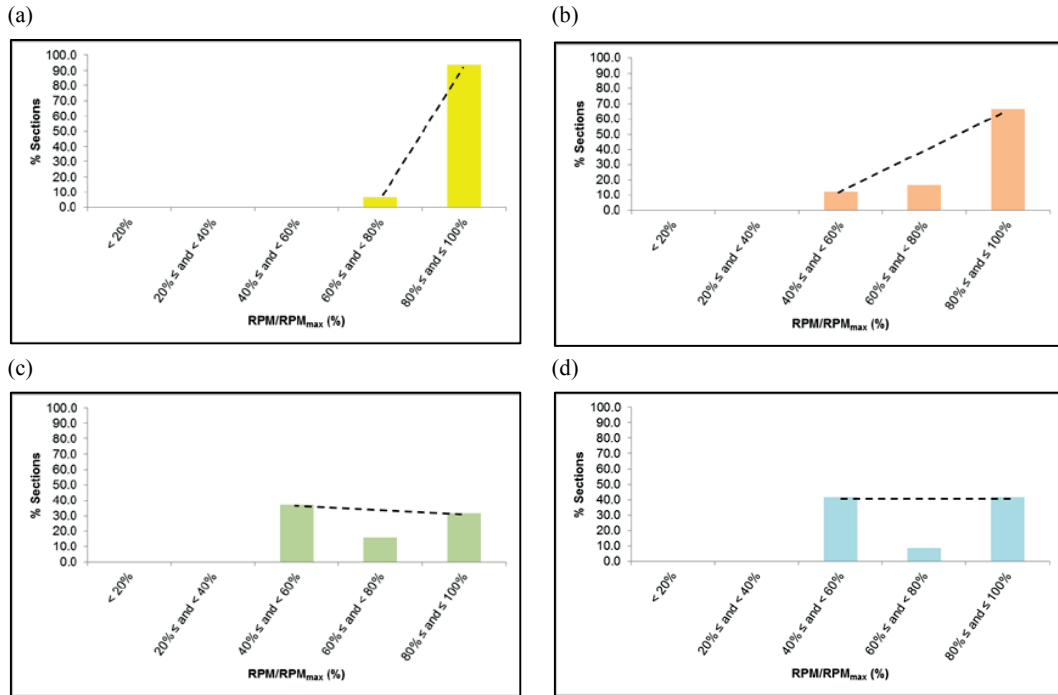 (a)
100.0
90.0
80.0
70.0
60.0
50.0
40.0
30.0
20.0
10.0
0.0
% Sections
< 20%
20% ≤ and < 40%
40% ≤ and < 60%
60% ≤ and < 80%
80% ≤ and ≤ 100%
RPM/RPMmax (%)
(b)
100.0
90.0
80.0
70.0
60.0
50.0
40.0
30.0
20.0
10.0
0.0
% Sections
< 20%
20% ≤ and < 40%
40% ≤ and < 60%
60% ≤ and < 80%
80% ≤ and ≤ 100%
RPM/RPMmax (%)
(c)
100.0
90.0
80.0
70.0
60.0
50.0
40.0
30.0
20.0
10.0
0.0
% Sections
< 20%
20% ≤ and < 40%
40% ≤ and < 60%
60% ≤ and < 80%
80% ≤ and ≤ 100%
RPM/RPMmax (%)
(d)
100.0
90.0
80.0
70.0
60.0
50.0
40.0
30.0
20.0
10.0
0.0
% Sections
< 20%
20% ≤ and < 40%
40% ≤ and < 60%
60% ≤ and < 80%
80% ≤ and ≤ 100%
RPM/RPMmax (%)